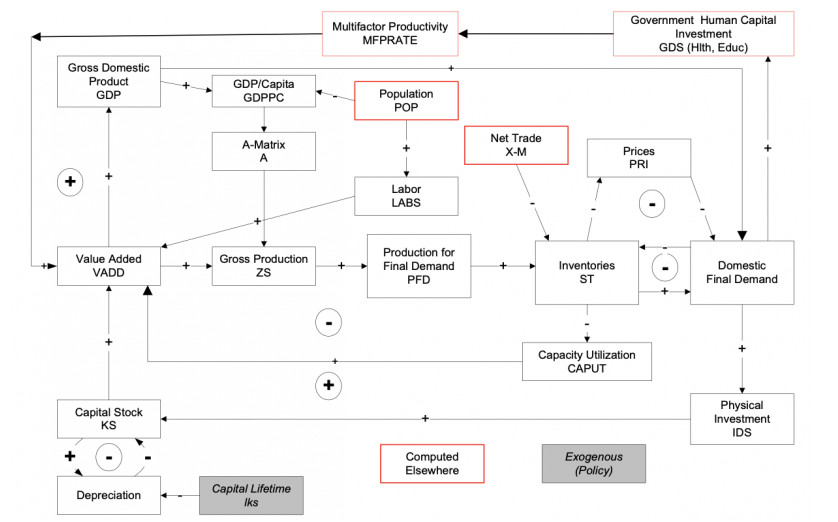 Multifactor Productivity
MFPRATE
Government Human Capital
Investment
GDS (Hlth, Educ)
Gross Domestic
Product
GDP
+
+
GDP/Capita
GDPPC
-
Population
POP
A-Matrix
A
+
Net Trade
X-M
Prices
PRI
+
+
+
Labor
LABS
+
-
-
-
-
Value Added
VADD
+
+
Gross Production
ZS
+
Production for
Final Demand
PFD
+
Inventories
ST
-
-
+
Domestic
Final Demand
-
-
+
Capacity Utilization
CAPUT
+
+
+
Capital Stock
KS
+
Physical
Investment
IDS
+
-
-
Computed
Elsewhere
Exogenous
(Policy)
Depreciation
-
Capital Lifetime
lks